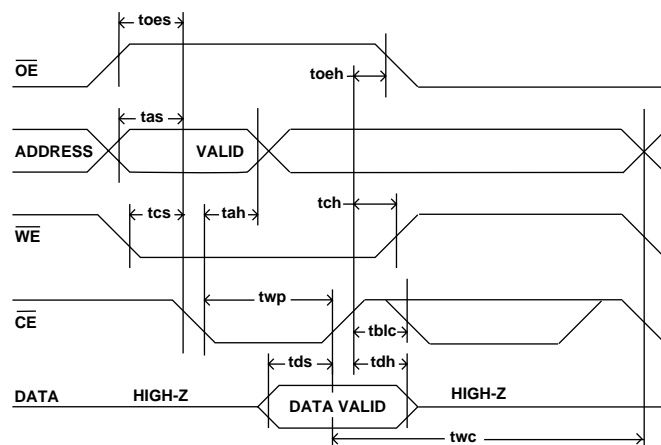 toes
OE
toeh
tas
ADDRESS VALID
tcs tah tch
WE
twp
CE
tblc
tds tdh
DATA HIGH-Z DATA VALID HIGH-Z
twc